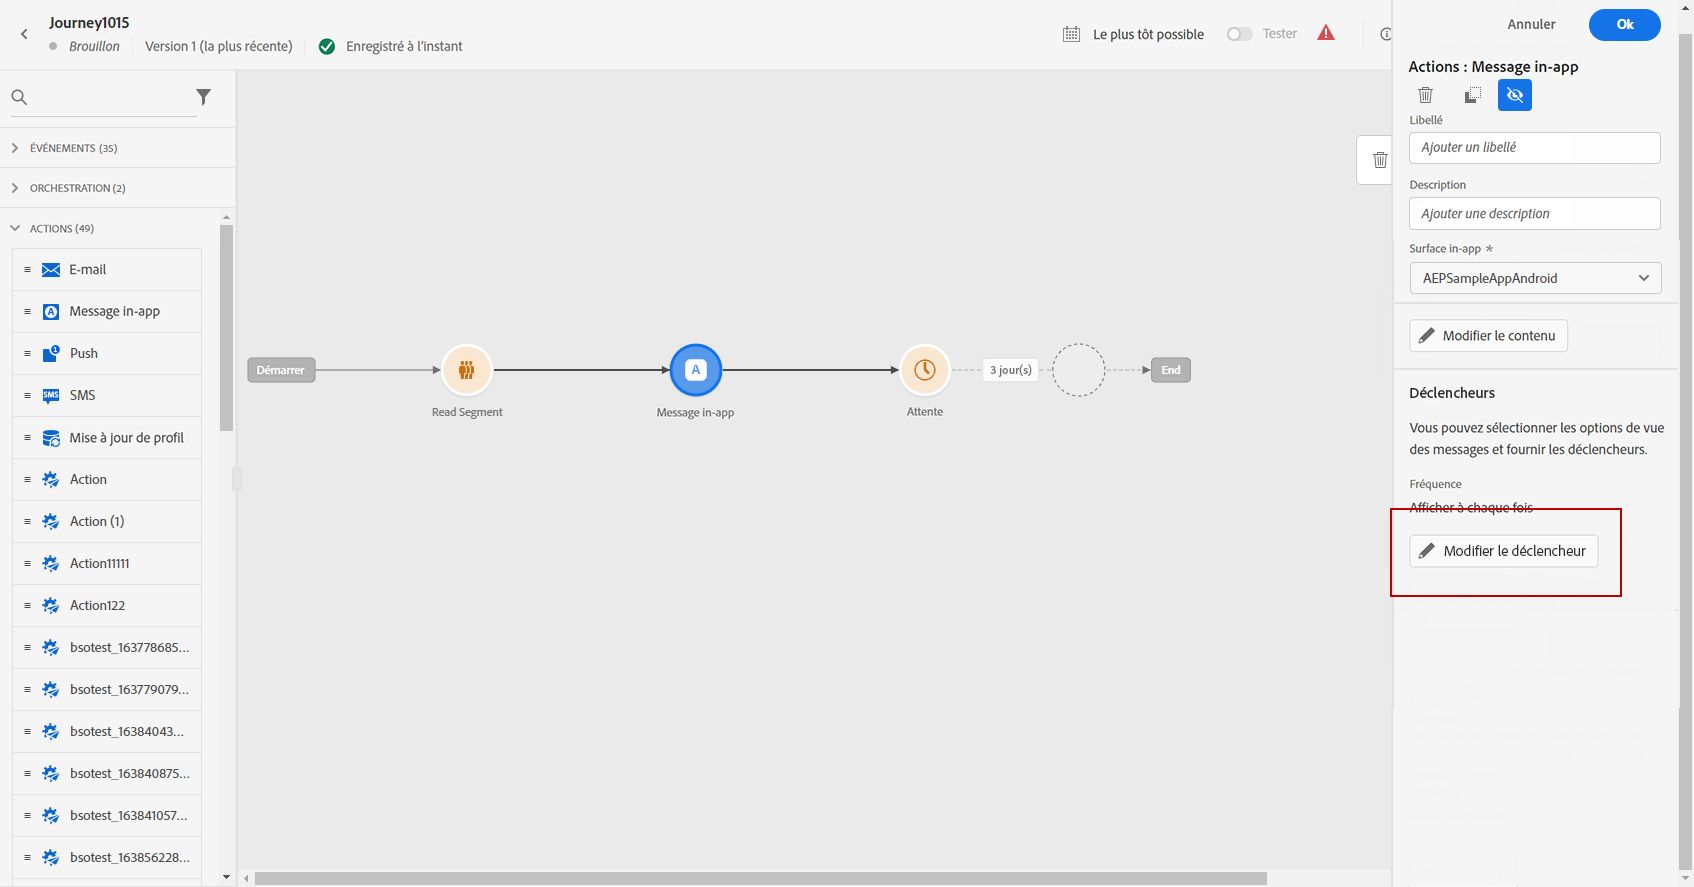 Journey1015
Brouillon
Version 1 (la plus récente)
Enregistré à l'instant
Le plus tôt possible
Tester
Annuler
Ok
ÉVÉNEMENTS (35)
ORCHESTRATION (2)
ACTIONS (49)
E-mail
Message in-app
Push
SMS
SMS
Mise à jour de profil
Action
Action (1)
Action11111
Action122
bsotest_163778685...
bsotest_163779079...
bsotest_16384043...
bsotest_163840875...
bsotest_163841057...
bsotest_163856228...
Démarrer
Read Segment
A
Message in-app
Attente
3 jour(s)
End
Actions : Message in-app
Libellé
Ajouter un libellé
Description
Ajouter une description
Surface in-app *
AEPSampleAppAndroid
Modifier le contenu
Déclencheurs
Vous pouvez sélectionner les options de vue
des messages et fournir les déclencheurs.
Fréquence
Afficher à chaque fois
Modifier le déclencheur